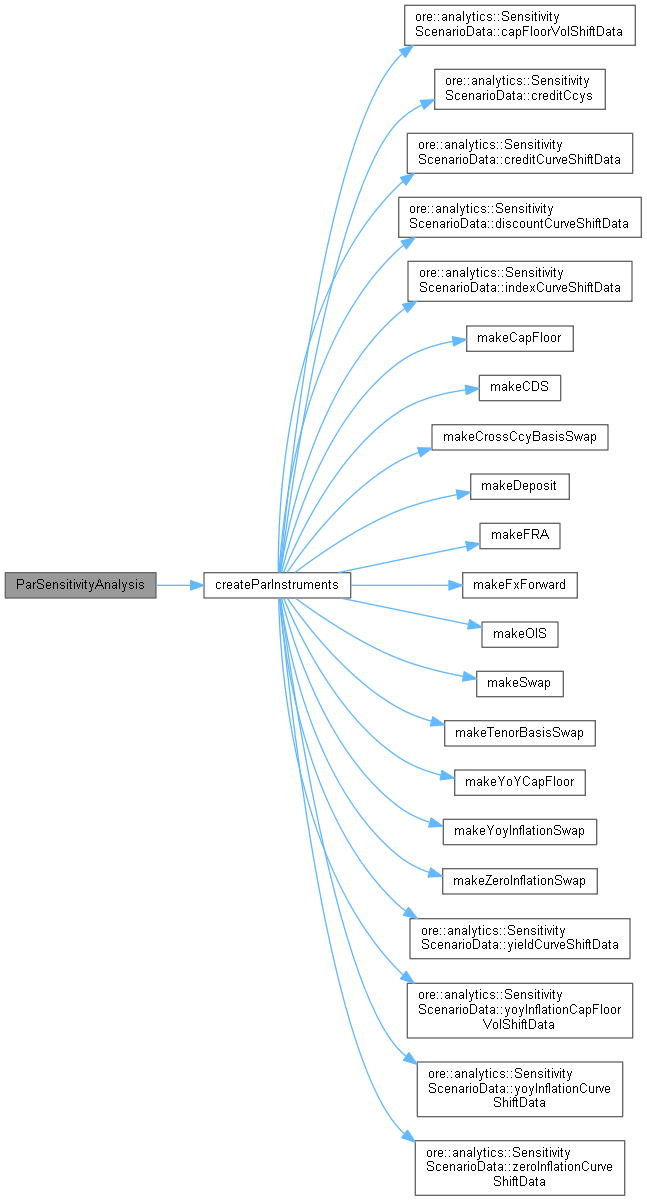 ore::analytics::Sensitivity
ScenarioData::capFloorVolShiftData
ore::analytics::Sensitivity
ScenarioData::creditCcys
ore::analytics::Sensitivity
ScenarioData::creditCurveShiftData
ore::analytics::Sensitivity
ScenarioData::discountCurveShiftData
ore::analytics::Sensitivity
ScenarioData::indexCurveShiftData
makeCapFloor
makeCDS
makeCrossCcyBasisSwap
makeDeposit
makeFRA
ParSensitivityAnalysis
createParInstruments
makeFxForward
makeOIS
makeSwap
makeTenorBasisSwap
makeYoYCapFloor
makeYoyInflationSwap
makeZeroInflationSwap
ore::analytics::Sensitivity
ScenarioData::yieldCurveShiftData
ore::analytics::Sensitivity
ScenarioData::yoyInflationCapFloor
VolShiftData
ore::analytics::Sensitivity
ScenarioData::yoyInflationCurve
ShiftData
ore::analytics::Sensitivity
ScenarioData::zeroInflationCurve
ShiftData